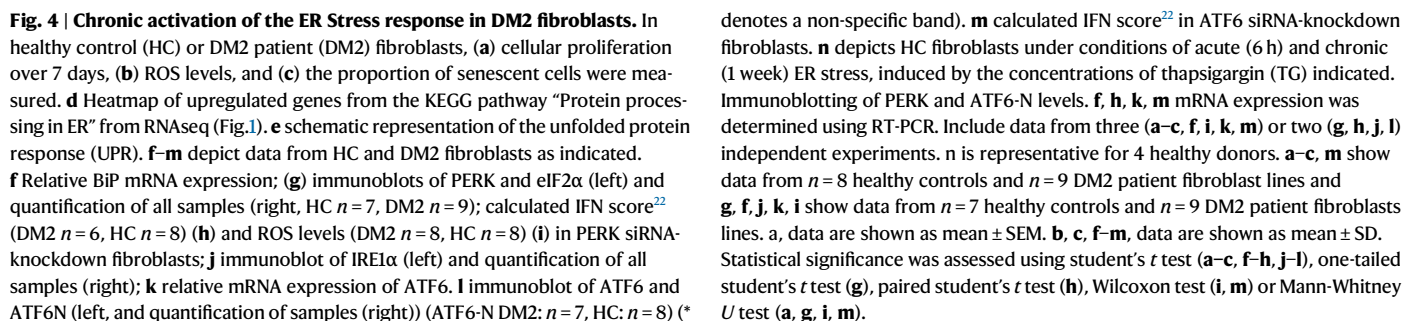 Fig. 4 | Chronic activation of the ER Stress response in DM2 fibroblasts. In
healthy control (HC) or DM2 patient (DM2) fibroblasts, (a) cellular proliferation
over 7 days, (b) ROS levels, and (c) the proportion of senescent cells were mea-
sured. d Heatmap of upregulated genes from the KEGG pathway “Protein proces-
sing in ER” from RNAseq (Fig.1). e schematic representation of the unfolded protein
response (UPR). f–m depict data from HC and DM2 fibroblasts as indicated.
f Relative BiP mRNA expression; (g) immunoblots of PERK and eIF2α (left) and
quantification of all samples (right, HC n = 7, DM2 n = 9); calculated IFN score22
(DM2 n = 6, HC n = 8) (h) and ROS levels (DM2 n = 8, HC n = 8) (i) in PERK siRNA-
knockdown fibroblasts; j immunoblot of IRE1α (left) and quantification of all
samples (right); k relative mRNA expression of ATF6. l immunoblot of ATF6 and
ATF6N (left, and quantification of samples (right)) (ATF6-N DM2: n = 7, HC: n = 8) (*
denotes a non-specific band). m calculated IFN score22 in ATF6 siRNA-knockdown
fibroblasts. n depicts HC fibroblasts under conditions of acute (6 h) and chronic
(1 week) ER stress, induced by the concentrations of thapsigargin (TG) indicated.
Immunoblotting of PERK and ATF6-N levels. f, h, k, m mRNA expression was
determined using RT-PCR. Include data from three (a–c, f, i, k, m) or two (g, h, j, l)
independent experiments. n is representative for 4 healthy donors. a–c, m show
data from n = 8 healthy controls and n = 9 DM2 patient fibroblast lines and
g, f, j, k, i show data from n = 7 healthy controls and n = 9 DM2 patient fibroblasts
lines. a, data are shown as mean ± SEM. b, c, f–m, data are shown as mean ± SD.
Statistical significance was assessed using student’s t test (a–c, f–h, j–l), one-tailed
student’s t test (g), paired student’s t test (h), Wilcoxon test (i, m) or Mann-Whitney
U test (a, g, i, m).